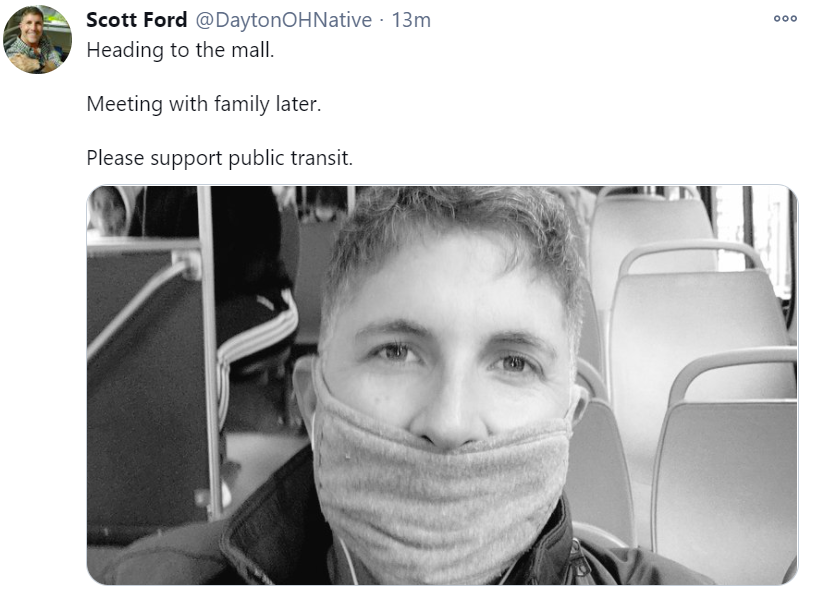 Scott Ford @DaytonOHNative · 13m
Heading to the mall.
Meeting with family later.
Please support public transit.